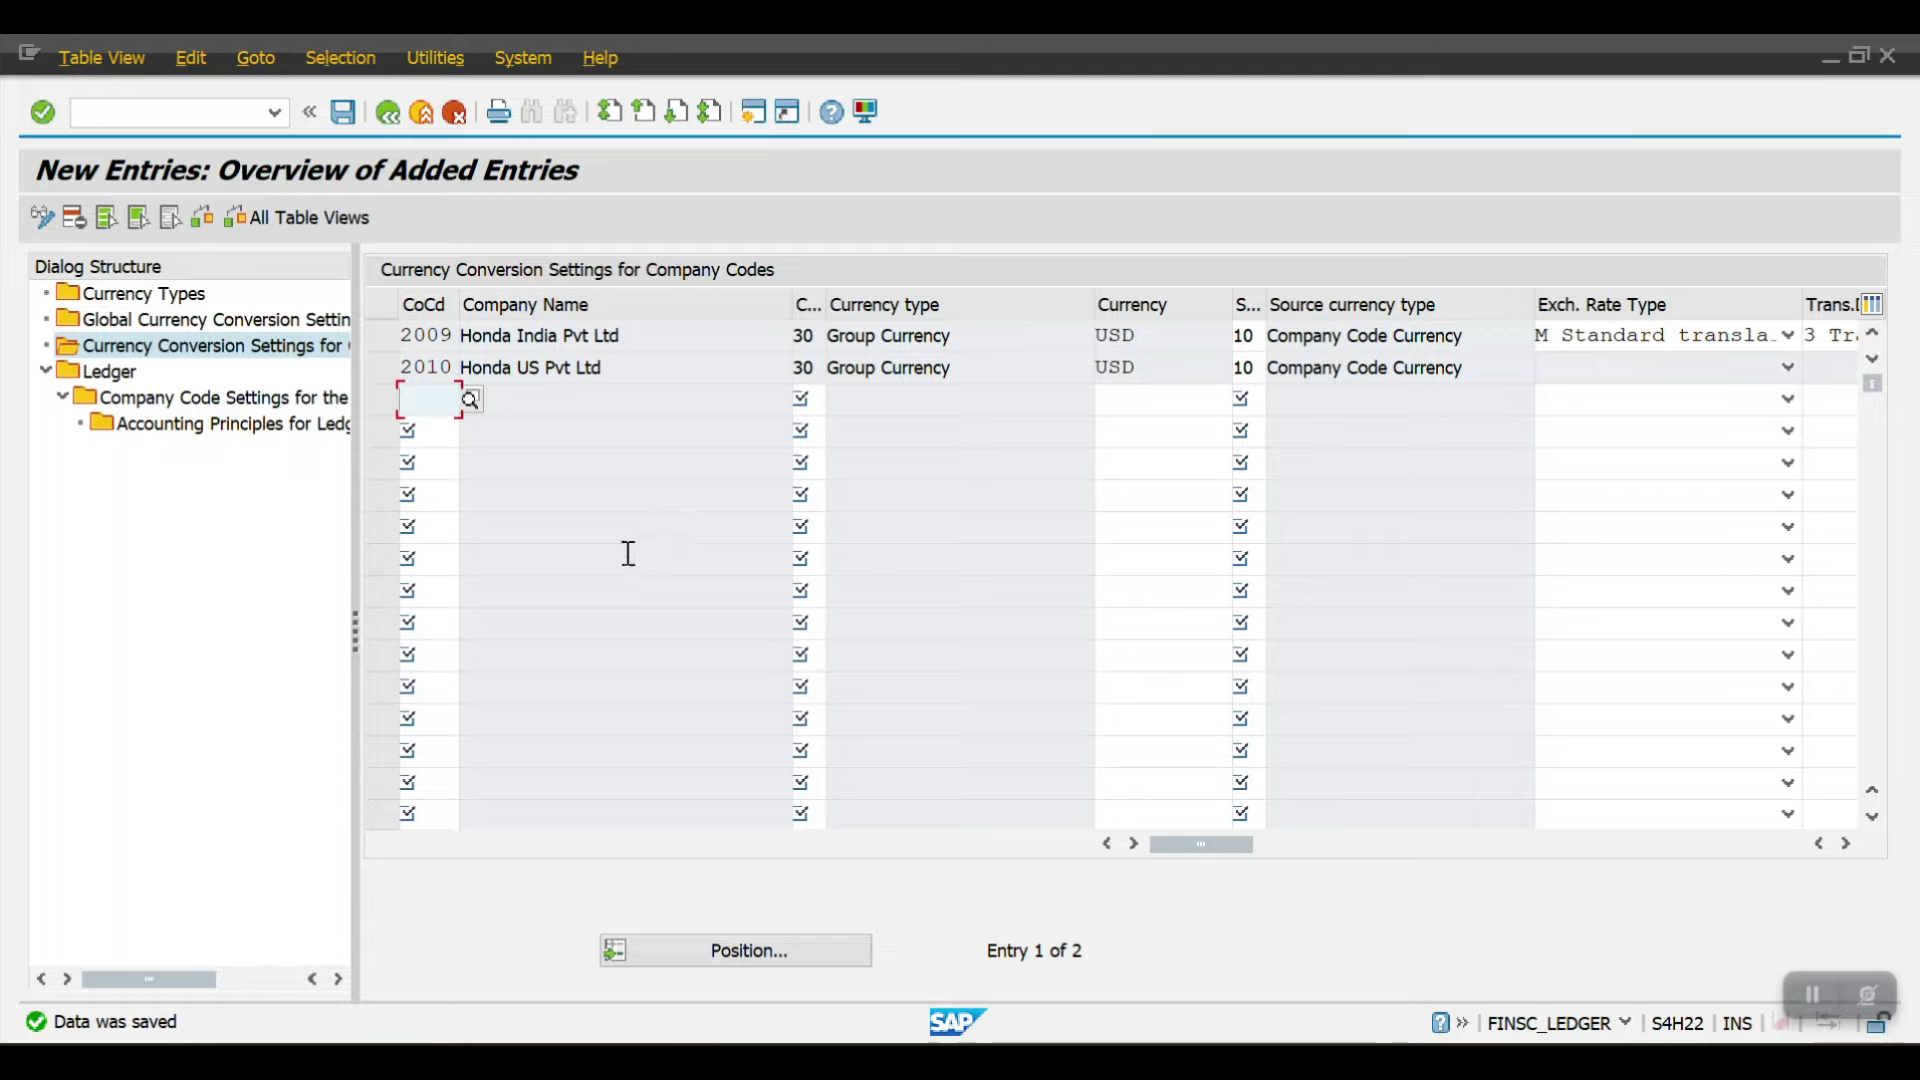 Table View Edit Goto Selection Utilities System Help
New Entries: Overview of Added Entries
All Table Views
Dialog Structure
Currency Types
Global Currency Conversion Settin
Currency Conversion Settings for
Ledger
Company Code Settings for the
Accounting Principles for Ledg
Currency Conversion Settings for Company Codes
CoCd Company Name C... Currency type Currency S... Source currency type Exch. Rate Type Trans.D
2009 Honda India Pvt Ltd 30 Group Currency USD 10 Company Code Currency M Standard transla… 3 Tr
2010 Honda US Pvt Ltd 30 Group Currency USD 10 Company Code Currency
Position... Entry 1 of 2
Data was saved SAP FINSC_LEDGER S4H22 INS